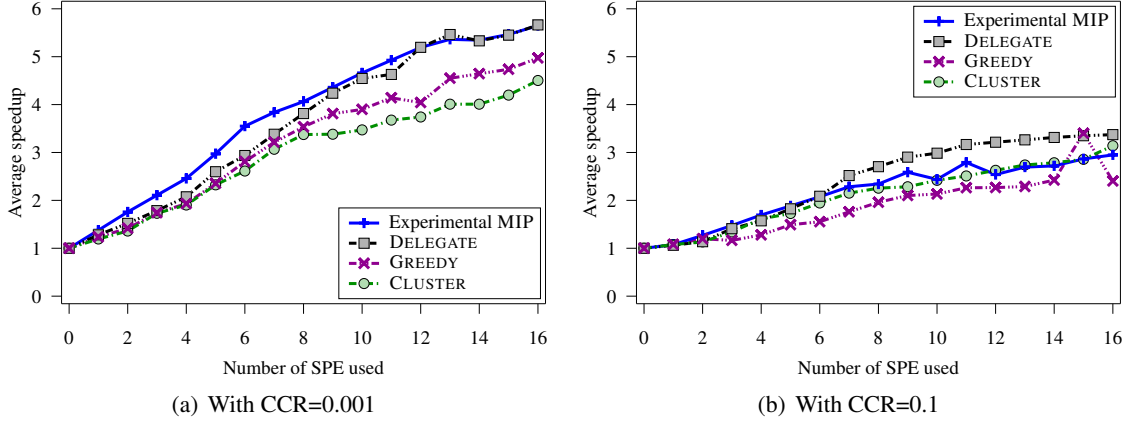 6
5
4
3
2
1
0
Average speedup
0 2 4 6 8 10 12 14 16
Number of SPE used
Experimental MIP
DELEGATE
GREEDY
CLUSTER
(a) With CCR=0.001
6
5
4
3
2
1
0
Average speedup
0 2 4 6 8 10 12 14 16
Number of SPE used
Experimental MIP
DELEGATE
GREEDY
CLUSTER
(b) With CCR=0.1